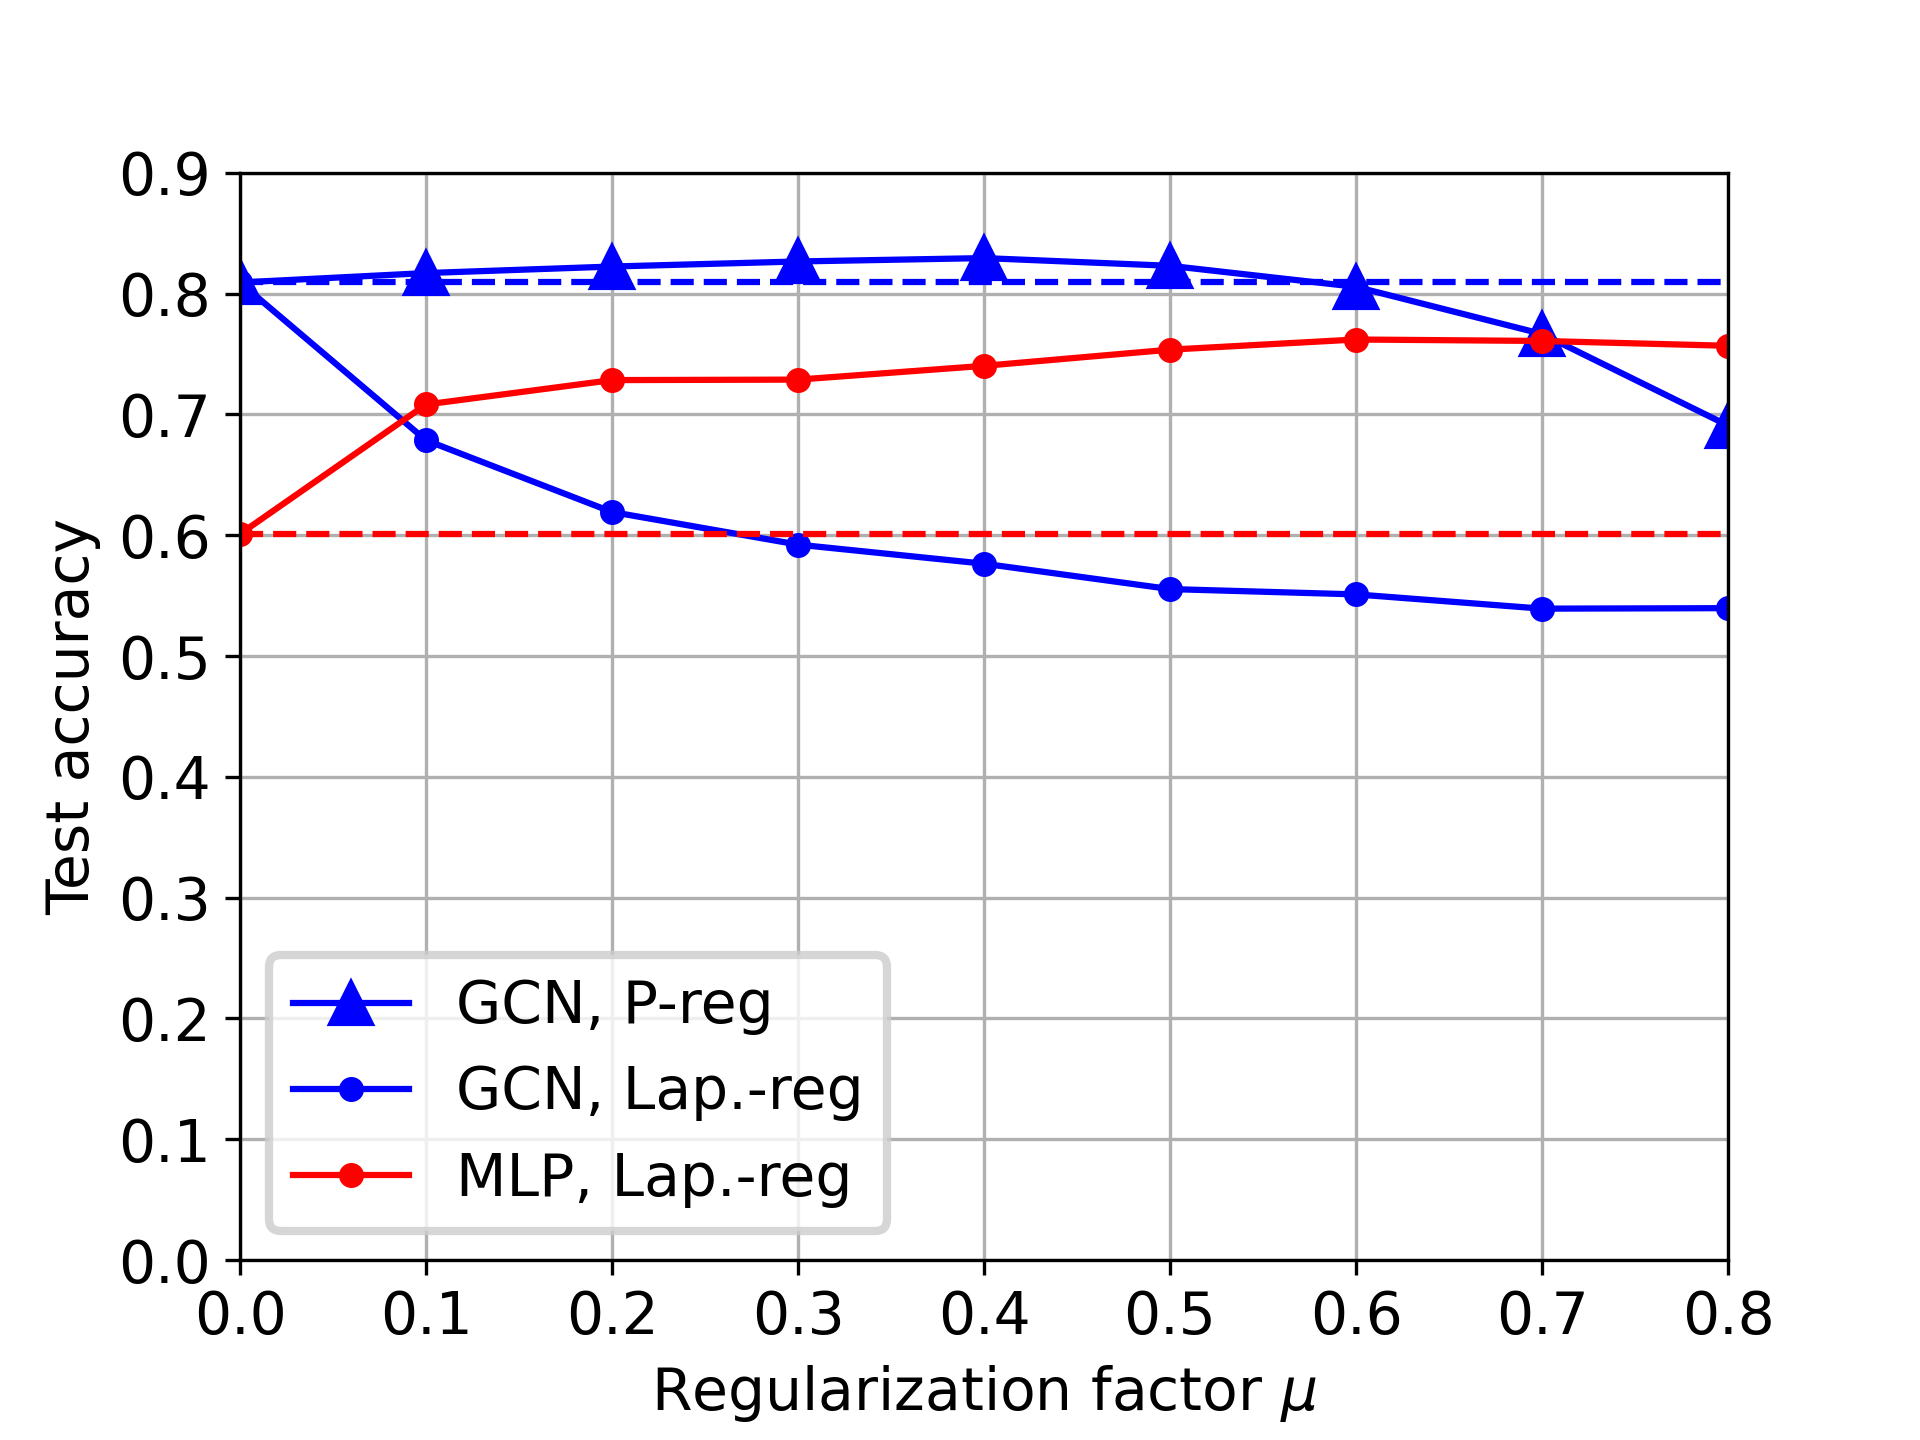 0.9
0.8
0.7
0.6
0.5
0.4
0.3
0.2
0.1
0.0
Test accuracy
GCN, P-reg
GCN, Lap.-reg
MLP, Lap.-reg
0.0 0.1 0.2 0.3 0.4 0.5 0.6 0.7 0.8
Regularization factor μ